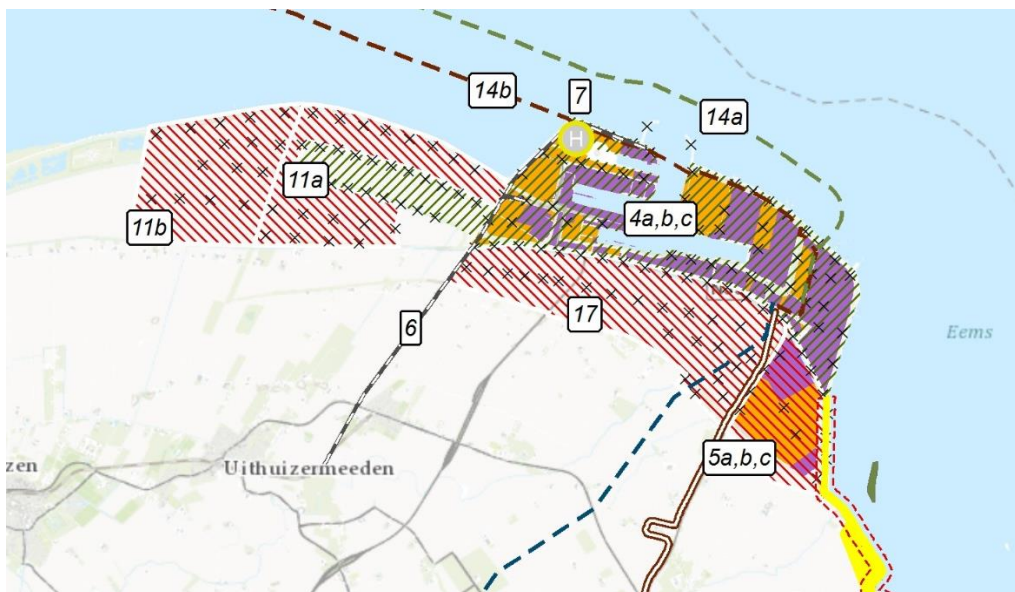 14b
7
H
14a
11a
4a,b,c
11b
17
6
Eems
zen
Uithuizermeeden
5a,b,c